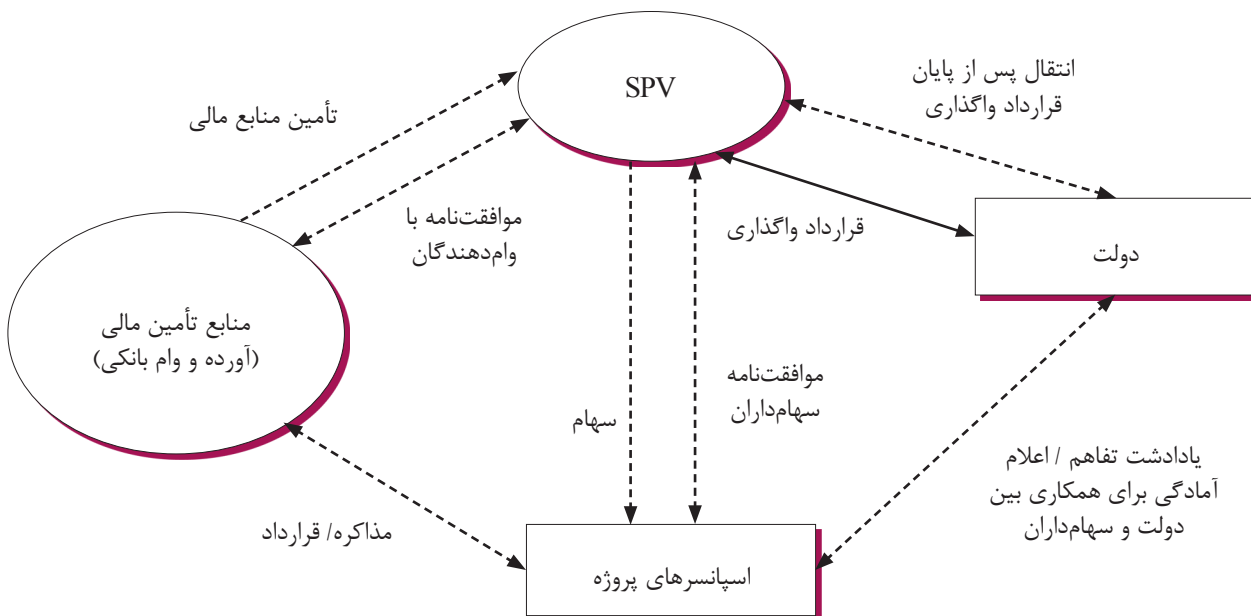 SPV
انتقال پس از پایان
قرارداد واگذاری
تأمین منابع مالی
موافقت‌نامه با
وام‌دهندگان
قرارداد واگذاری
دولت
منابع تأمین مالی
(آورده و وام بانکی)
موافقت‌نامه
سهام‌داران
سهام
یادادشت تفاهم / اعلام
آمادگی برای همکاری بین
دولت و سهام‌داران
مذاکره/ قرارداد
اسپانسرهای پروژه